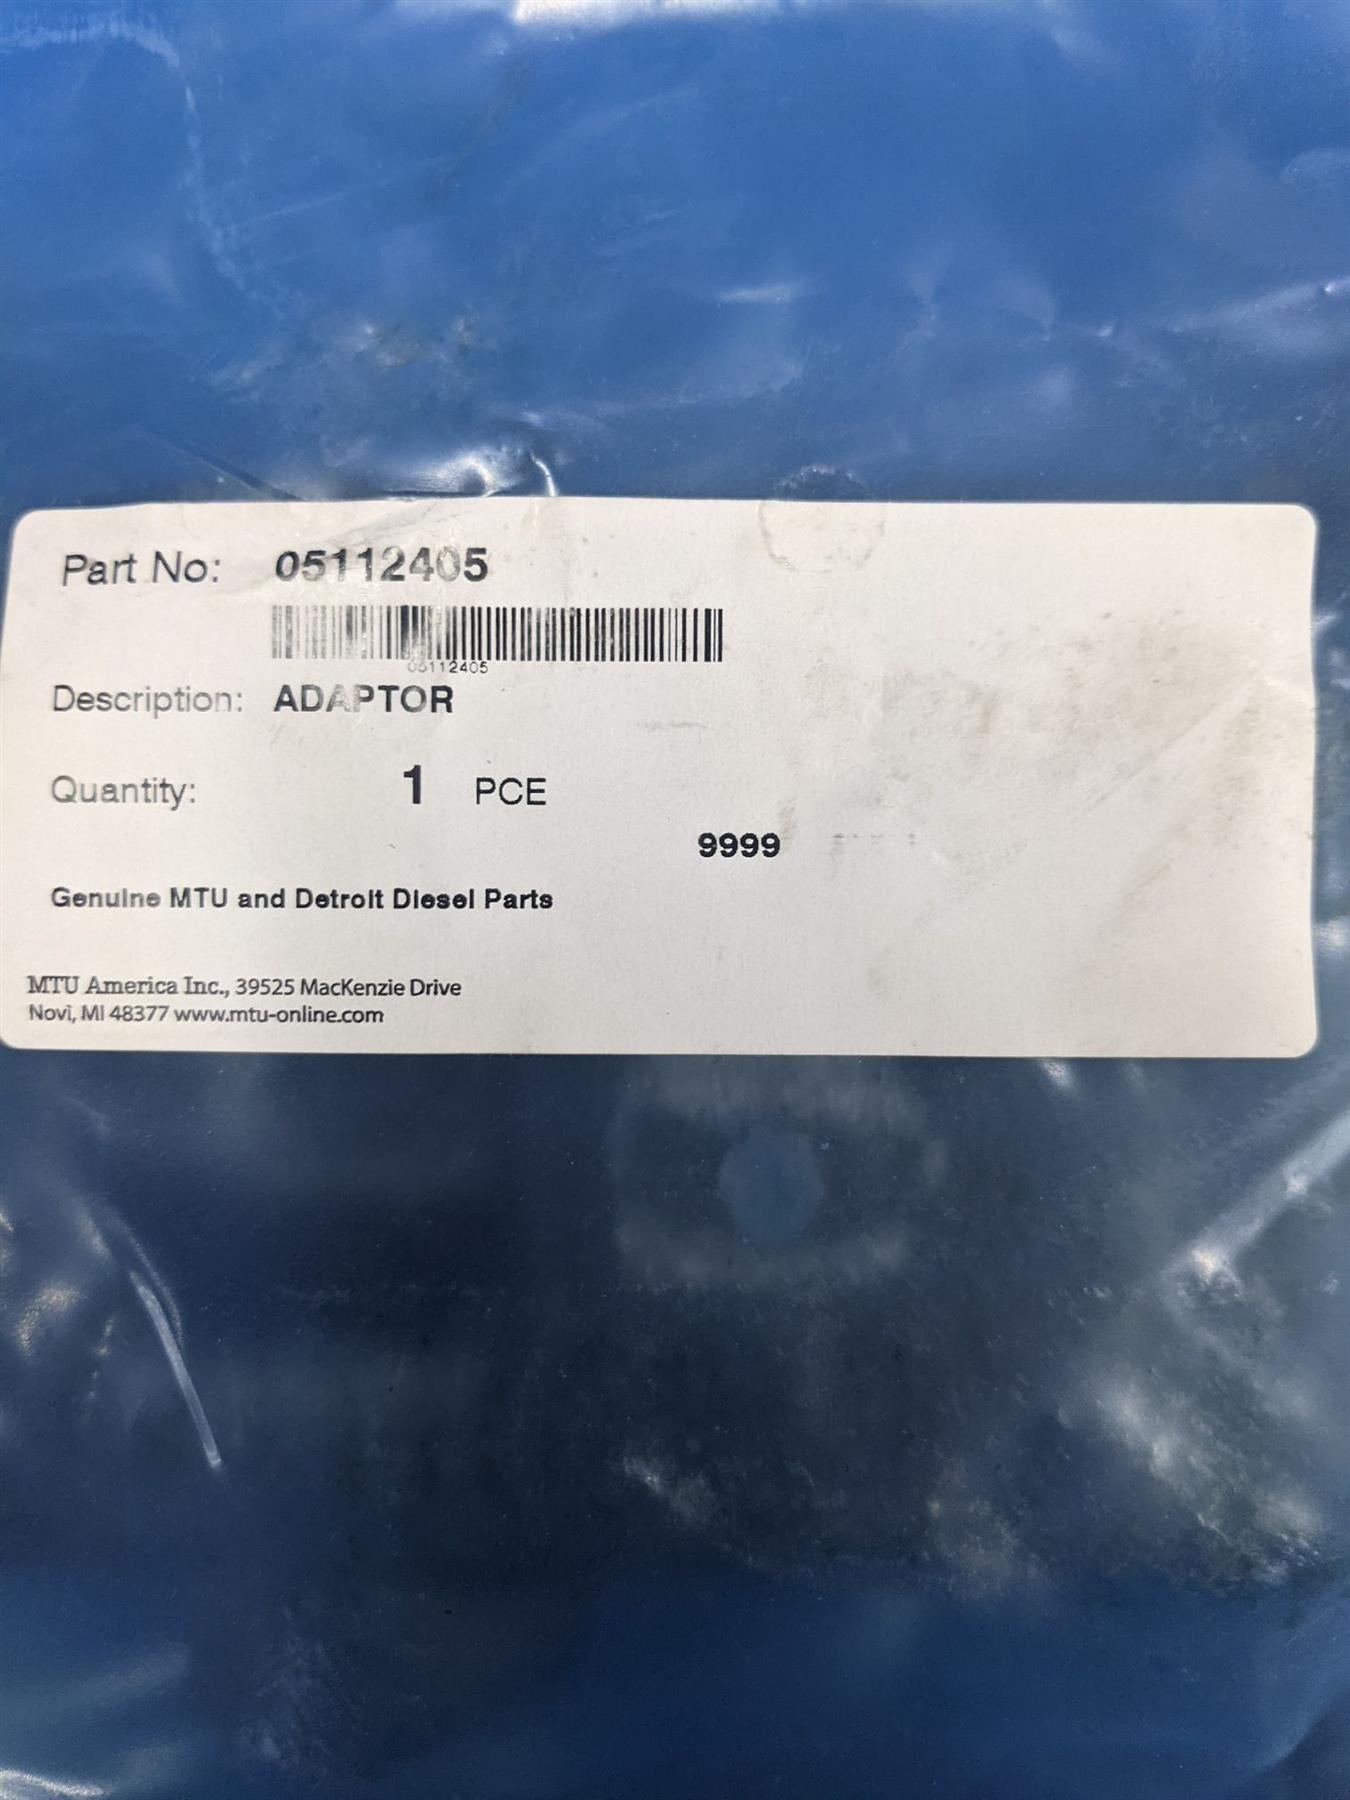 Part No: 05112405
05112405
Description: ADAPTOR
Quantity: 1 PCE
9999
Genuine MTU and Detroit Diesel Parts
MTU America Inc., 39525 MacKenzie Drive
Novi, MI 48377 www.mtu-online.com